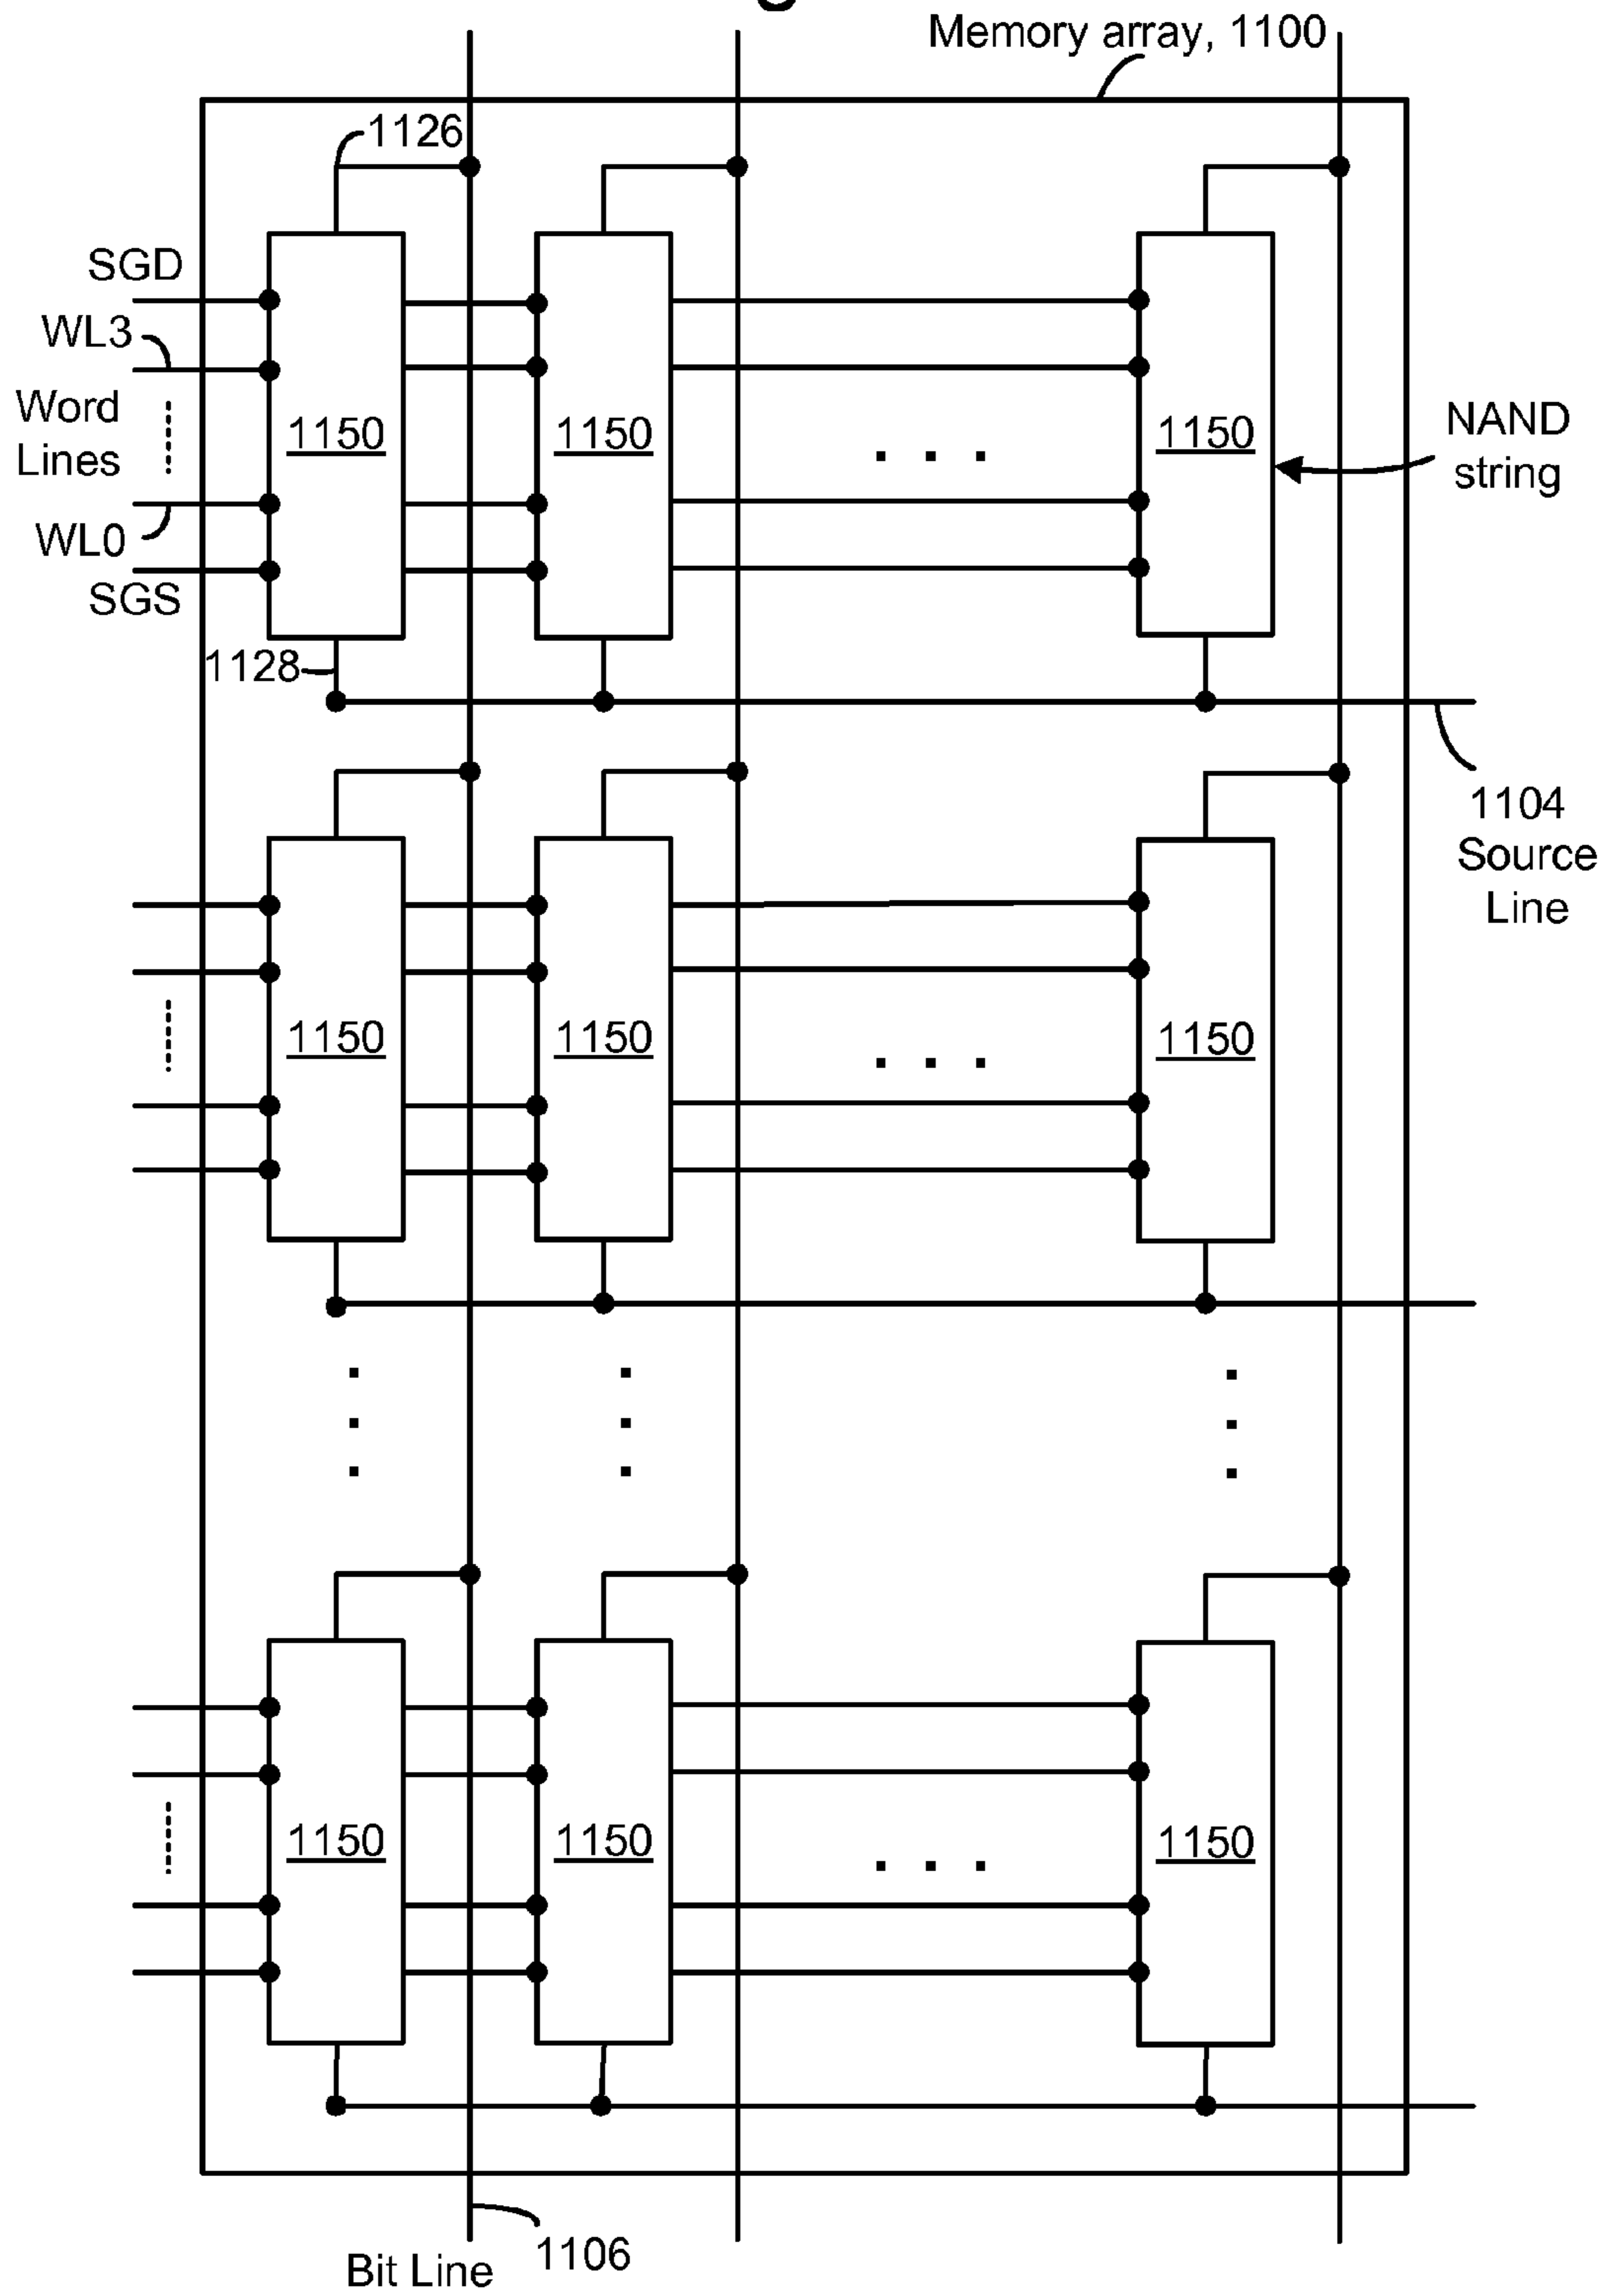 Memory array, 1100
1126
SGD
WL3
Word
Lines
WL0
SGS
1150
1150
1150
NAND
string
1128
1104
Source
Line
1150
1150
1150
1150
1150
1150
Bit Line
1106